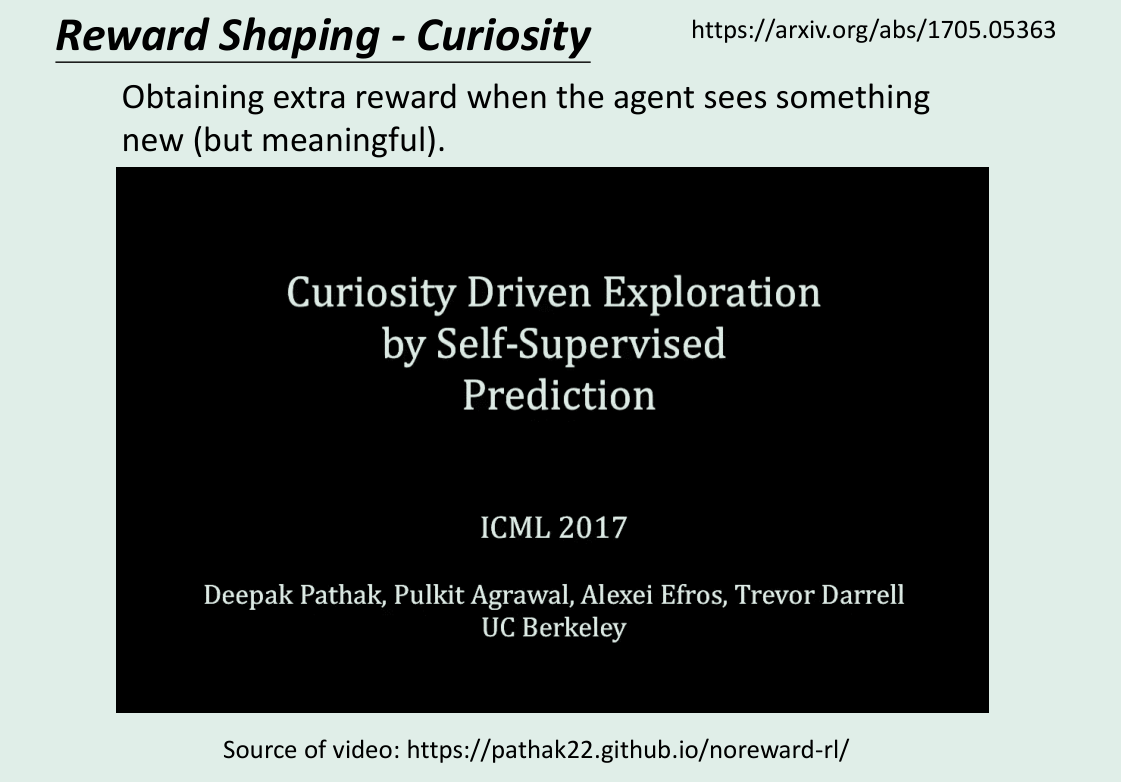 Reward Shaping - Curiosity
https://arxiv.org/abs/1705.05363
Obtaining extra reward when the agent sees something
new (but meaningful).
Curiosity Driven Exploration
by Self-Supervised
Prediction
ICML 2017
Deepak Pathak, Pulkit Agrawal, Alexei Efros, Trevor Darrell
UC Berkeley
Source of video: https://pathak22.github.io/noreward-rl/